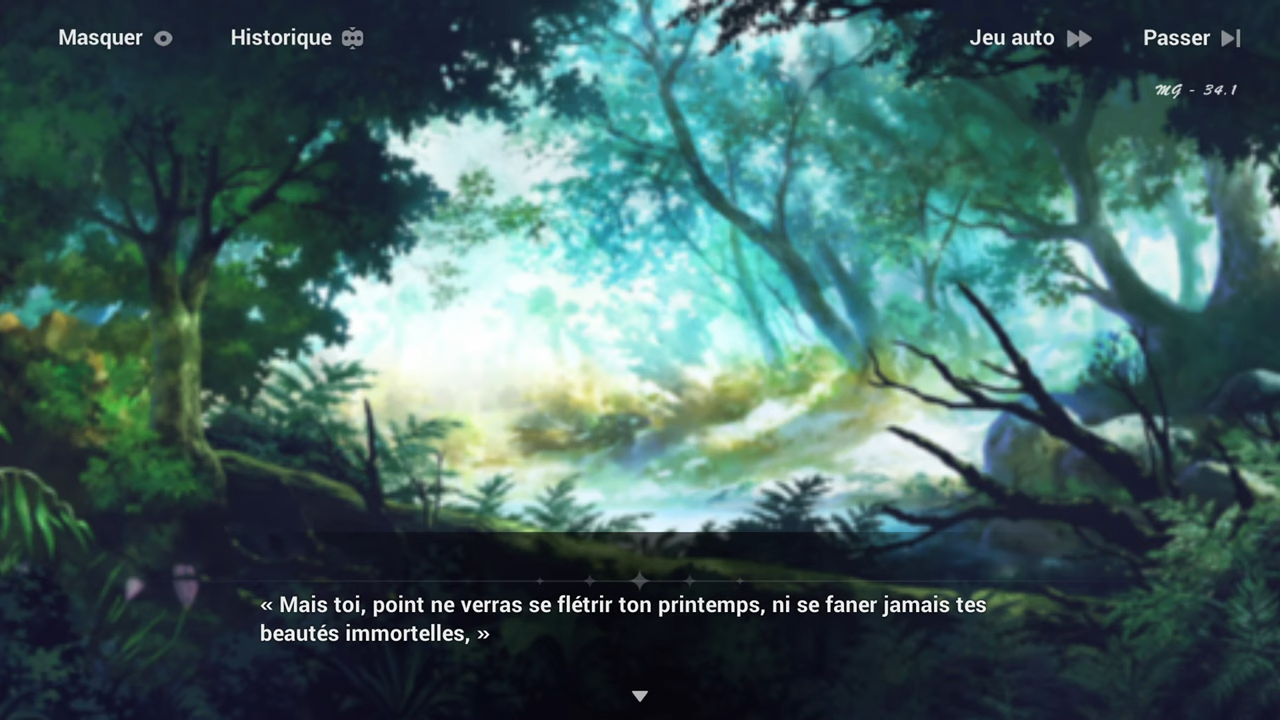 Masquer
Historique
Jeu auto
Passer
MG - 34.1
« Mais toi, point ne verras se flétrir ton printemps, ni se faner jamais tes
beautés immortelles, »